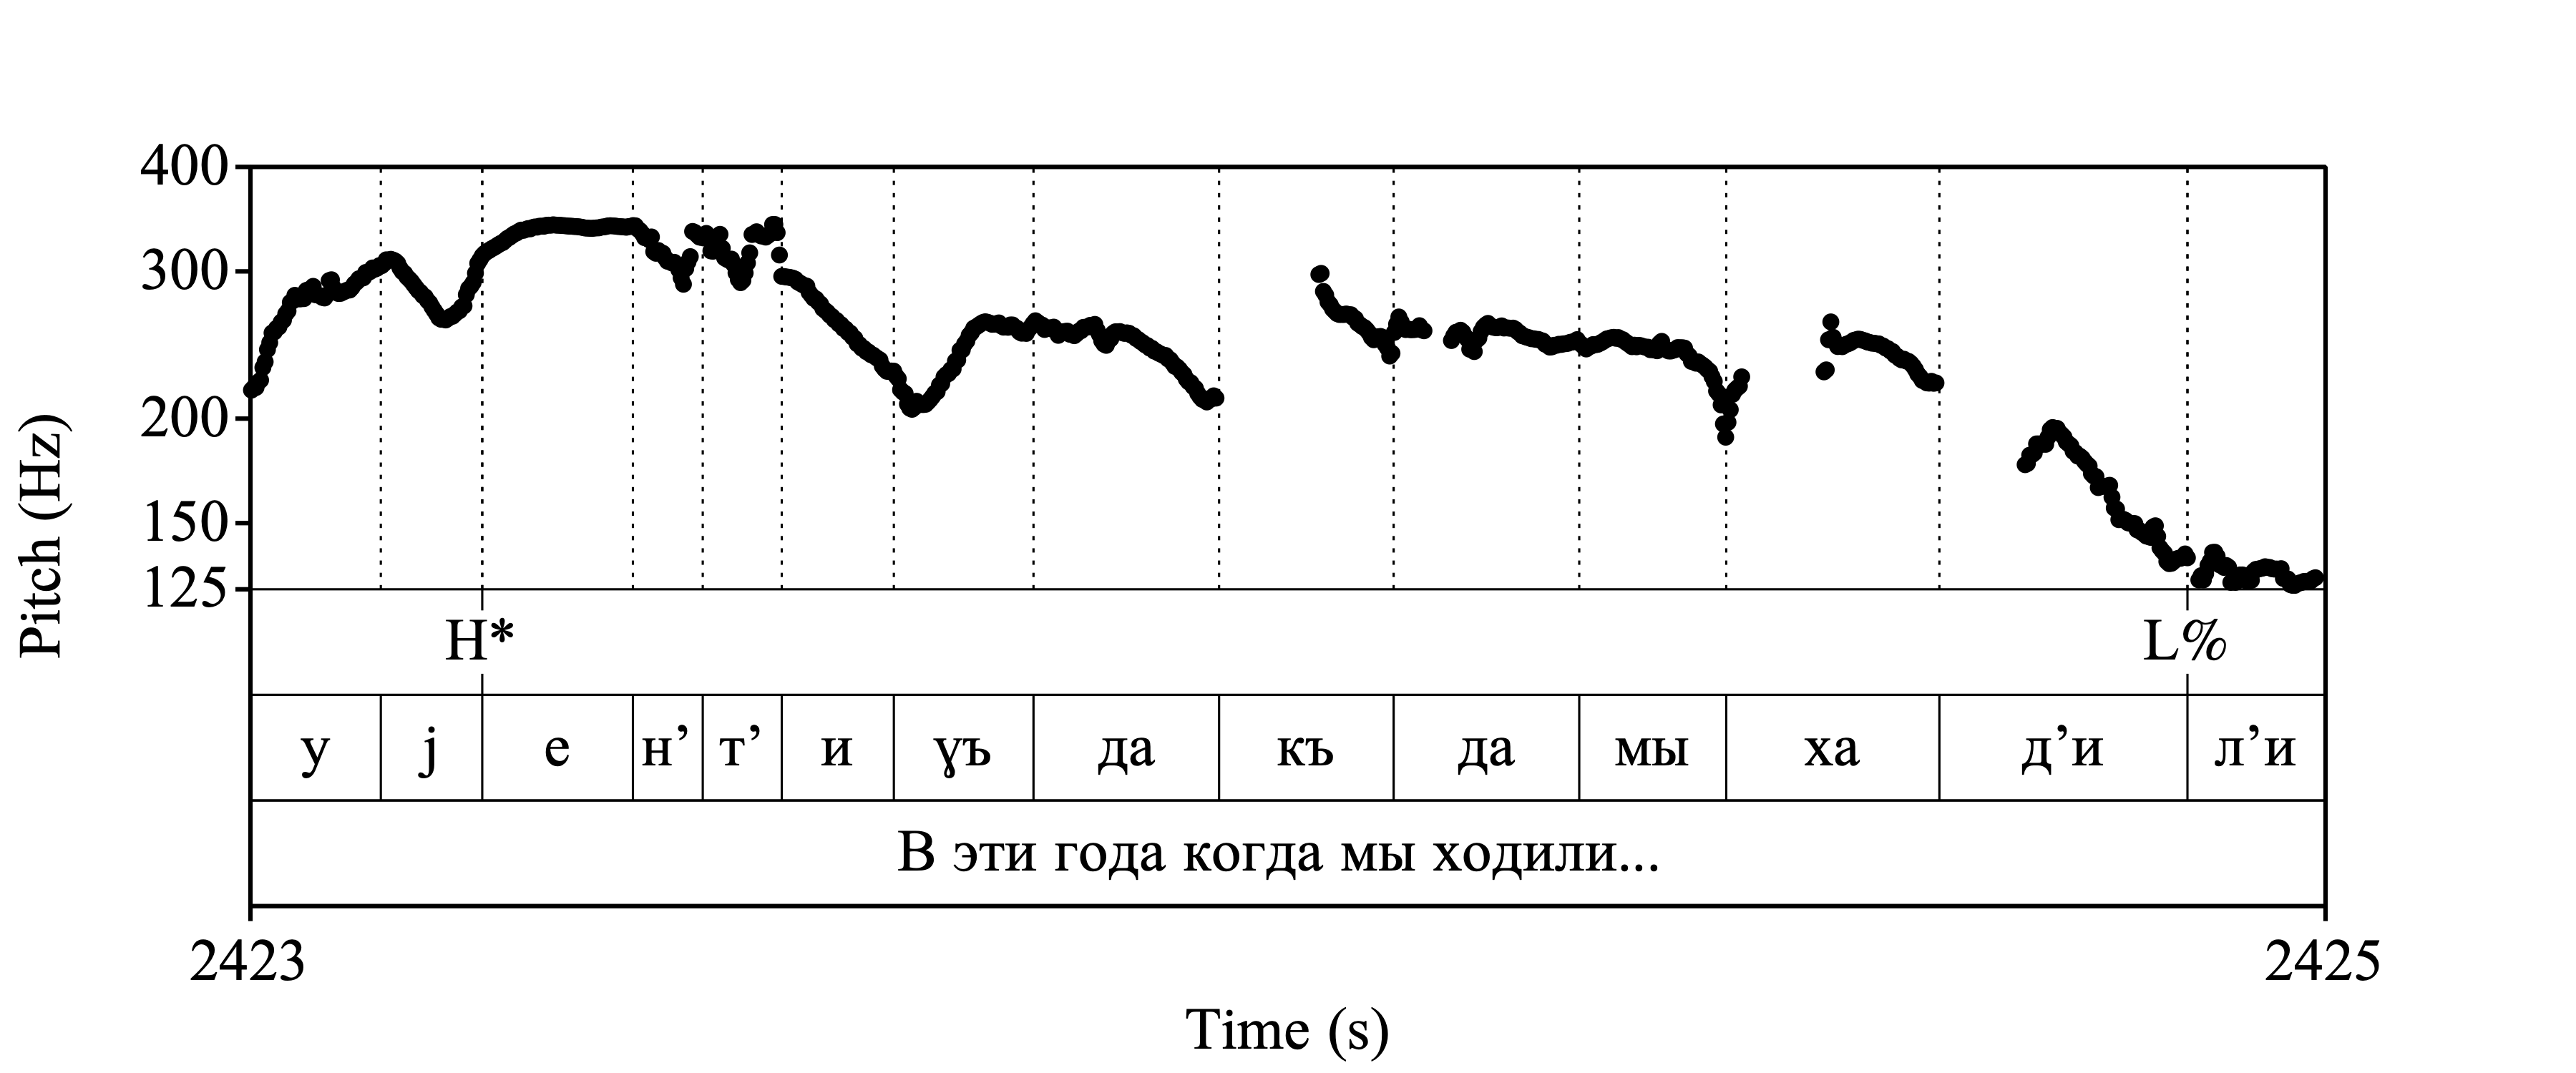 400
300
200
150
125
Pitch (Hz)
H* L%
у j е н’ т’ и ɣъ да къ да мы ха д’и л’и
В эти года когда мы ходили...
2423 2425
Time (s)